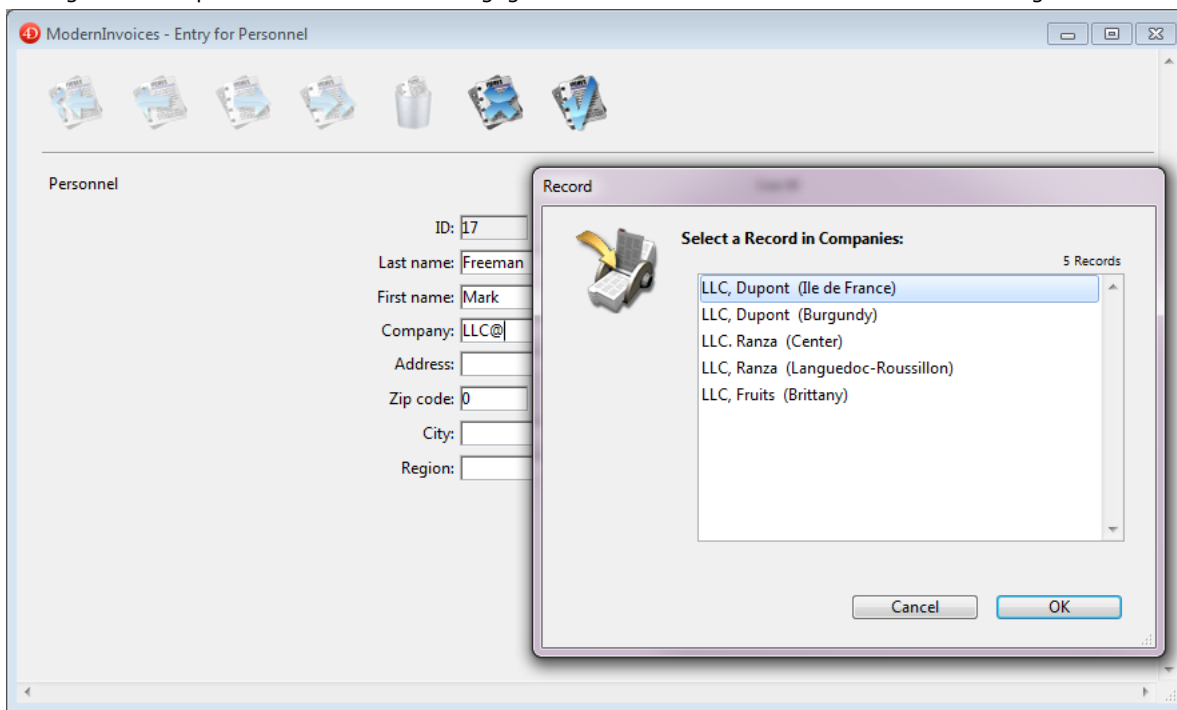 ModernInvoices - Entry for Personnel
Personnel
ID: 17
Last name: Freeman
First name: Mark
Company: LLC@
Address:
Zip code: 0
City:
Region:
Record
Select a Record in Companies:
5 Records
LLC, Dupont (Ile de France)
LLC, Dupont (Burgundy)
LLC. Ranza (Center)
LLC, Ranza (Languedoc-Roussillon)
LLC, Fruits (Brittany)
Cancel
OK